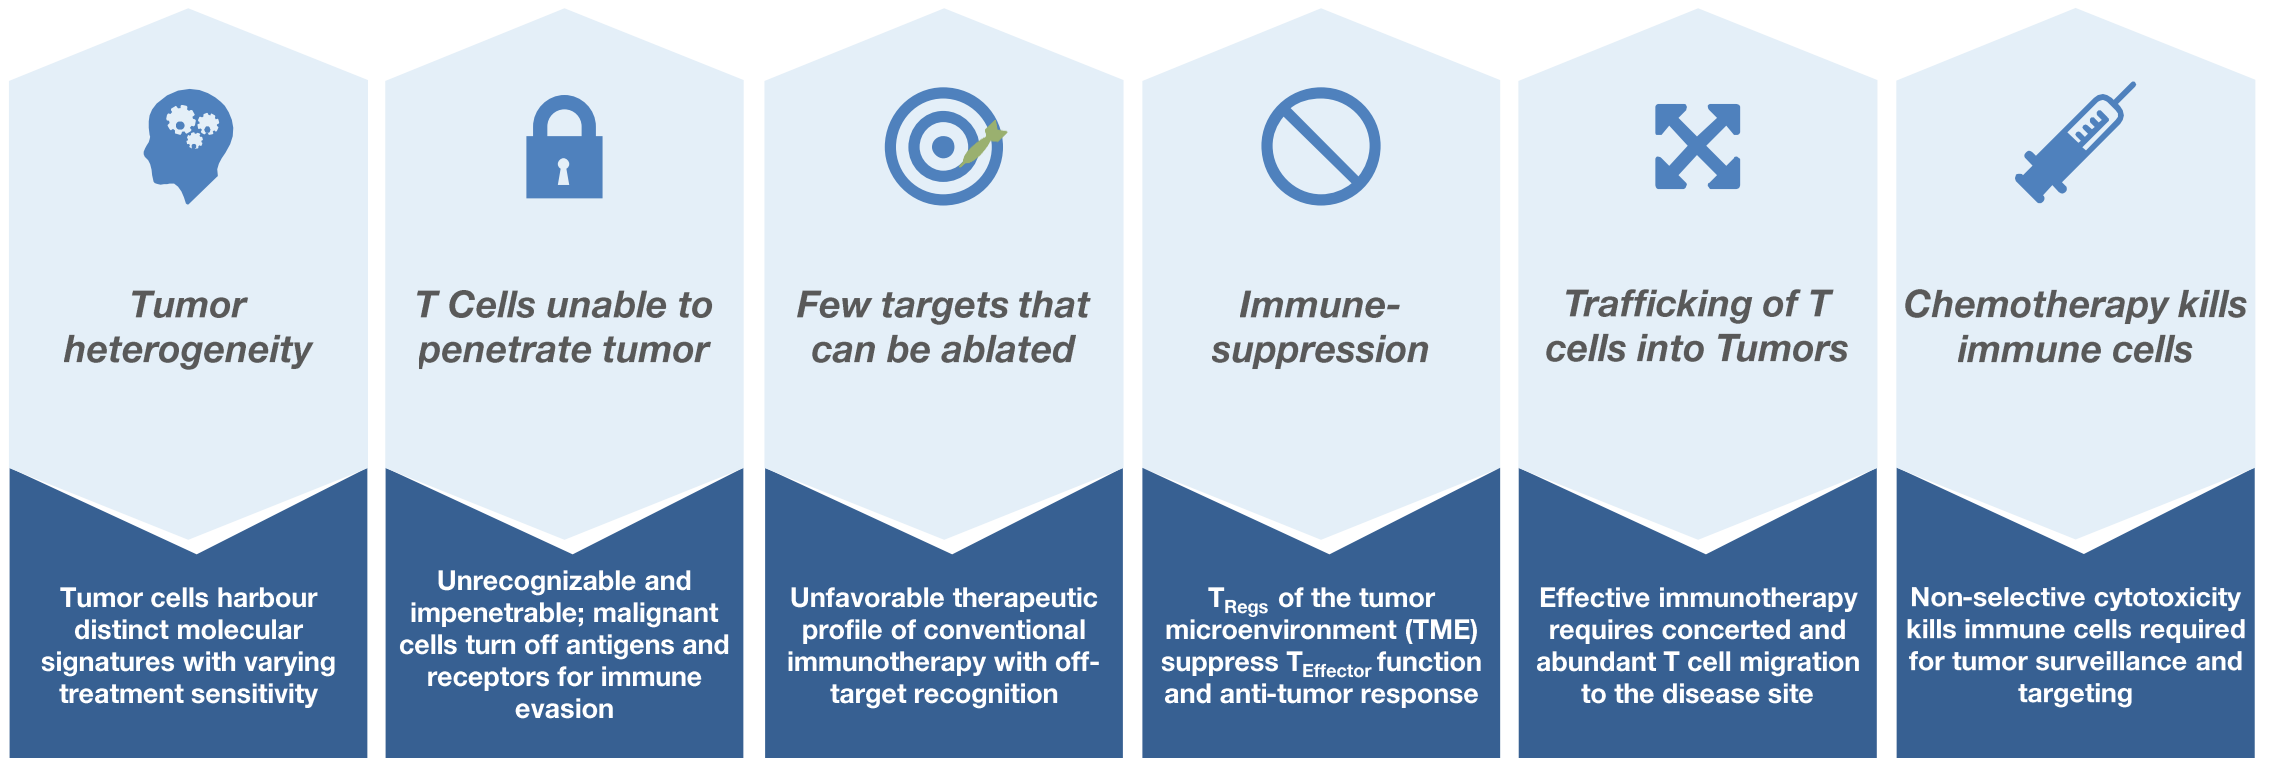 Tumor
heterogeneity
Tumor cells harbour
distinct molecular
signatures with varying
treatment sensitivity
T Cells unable to
penetrate tumor
Unrecognizable and
impenetrable; malignant
cells turn off antigens and
receptors for immune
evasion
Few targets that
can be ablated
Unfavorable therapeutic
profile of conventional
immunotherapy with off-
target recognition
Immune-
suppression
TRegs of the tumor
microenvironment (TME)
suppress TEffector function
and anti-tumor response
Trafficking of T
cells into Tumors
Effective immunotherapy
requires concerted and
abundant T cell migration
to the disease site
Chemotherapy kills
immune cells
Non-selective cytotoxicity
kills immune cells required
for tumor surveillance and
targeting